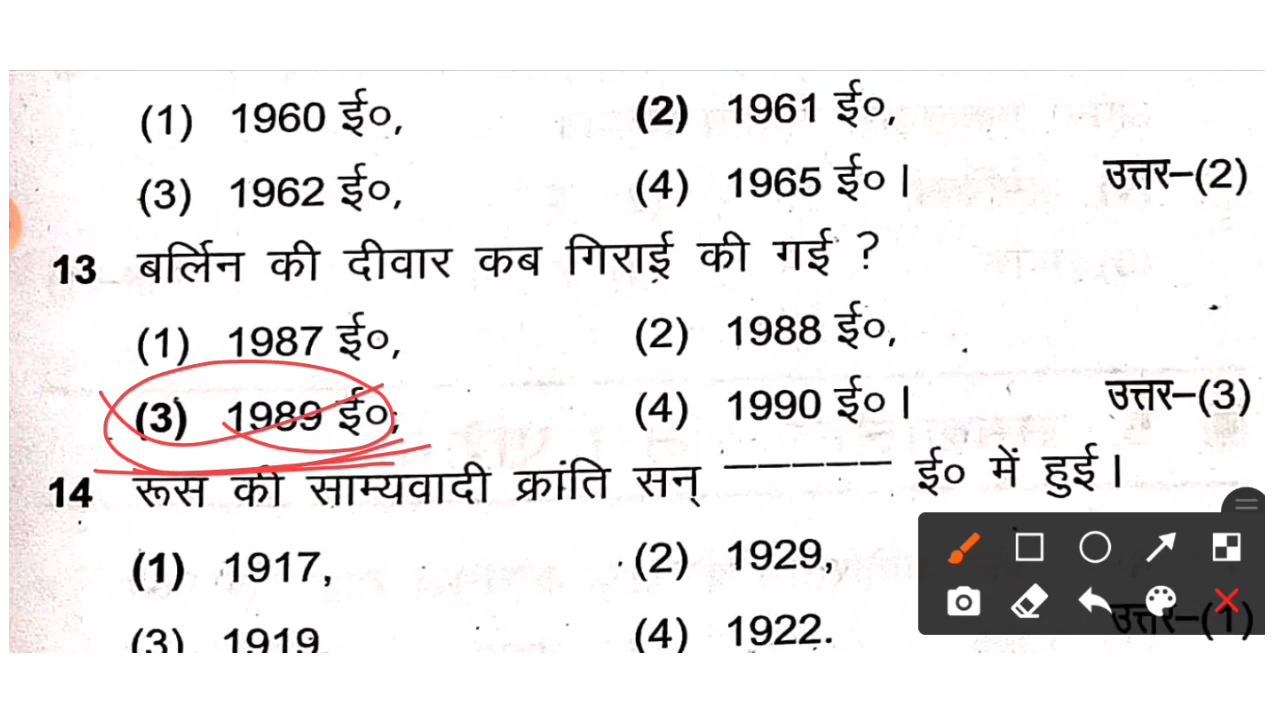 (1) 1960 ई०, (2) 1961 ई०,
(3) 1962 ई०, (4) 1965 ई०। उत्तर–(2)
13 बर्लिन की दीवार कब गिराई की गई ?
(1) 1987 ई०, (2) 1988 ई०,
(3) 1989 ई०, (4) 1990 ई०। उत्तर–(3)
14 रूस की साम्यवादी क्रांति सन् ––––– ई० में हुई।
(1) 1917, (2) 1929,
(3) 1919, (4) 1922. उत्तर–(1)